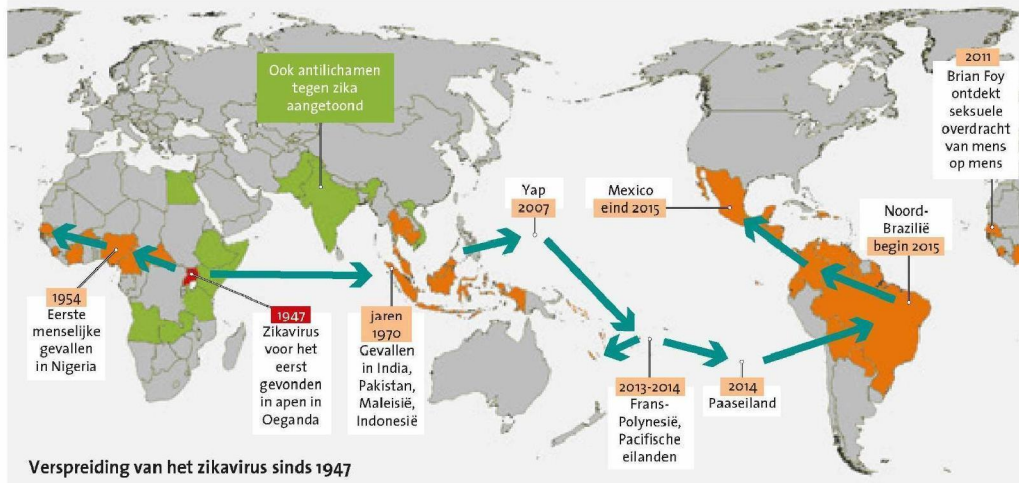 Ook antilichamen
tegen zika
aangetoond
1954
Eerste
menselijke
gevallen
in Nigeria
1947
Zikavirus
voor het
eerst
gevonden
in apen in
Oeganda
jaren
1970
Gevallen
in India,
Pakistan,
Maleisië,
Indonesië
Yap
2007
2013-2014
Frans-
Polynesië,
Pacifische
eilanden
2014
Paaseiland
Mexico
eind 2015
Noord-
Brazilië
begin 2015
2011
Brian Foy
ontdekt
seksuele
overdracht
van mens
op mens
Verspreiding van het zikavirus sinds 1947